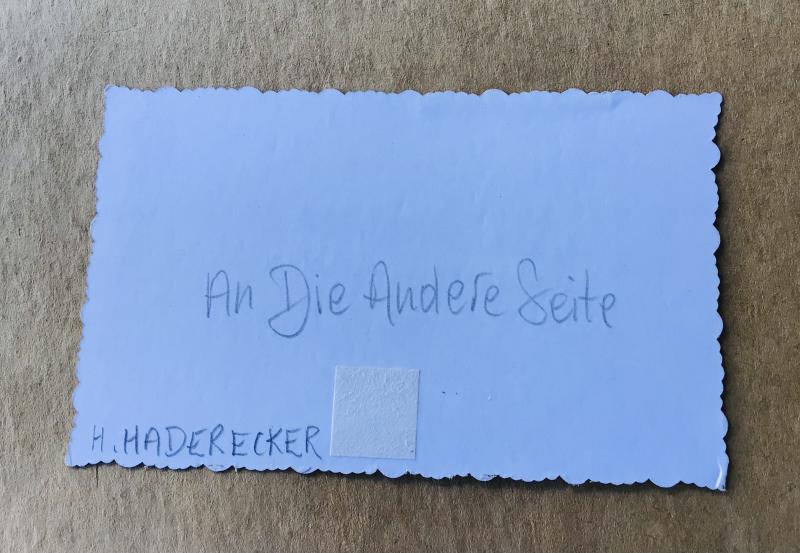 An Die Andere Seite
H. HADERECKER